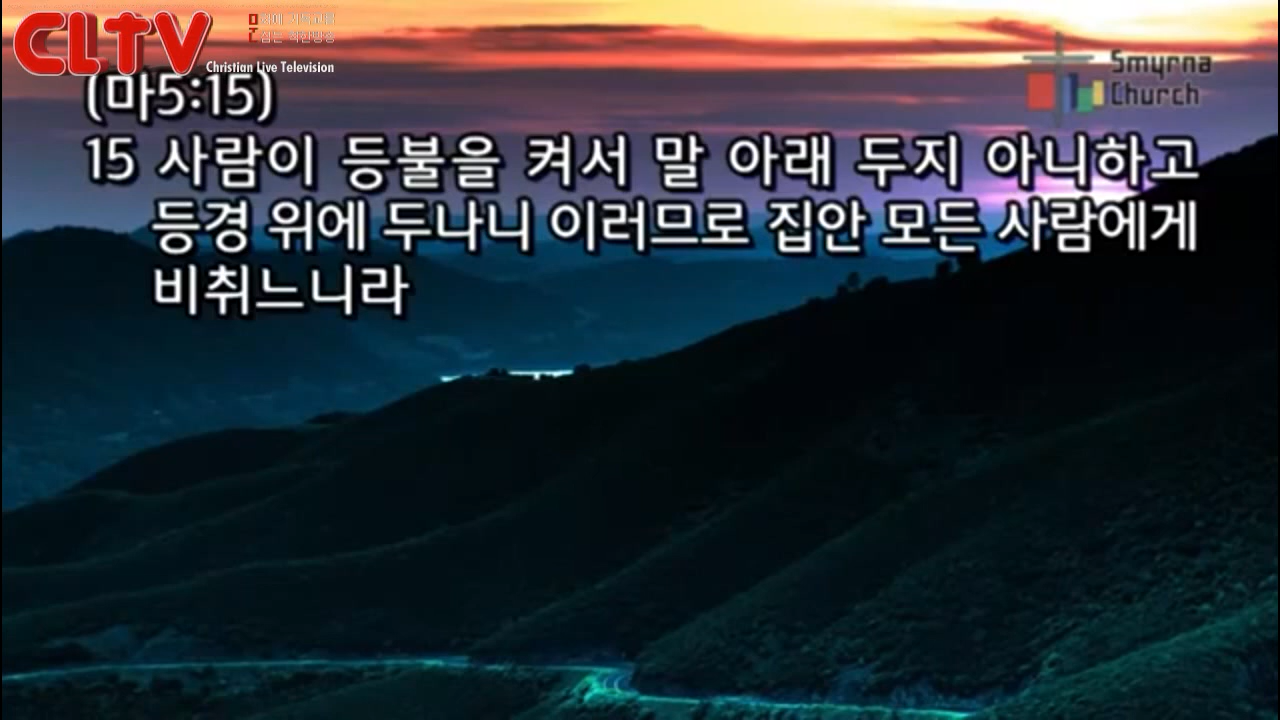 CLTV
Christian Live Television
Smyrna
Church
(마5:15)
15 사람이 등불을 켜서 말 아래 두지 아니하고
등경 위에 두나니 이러므로 집안 모든 사람에게
비취느니라